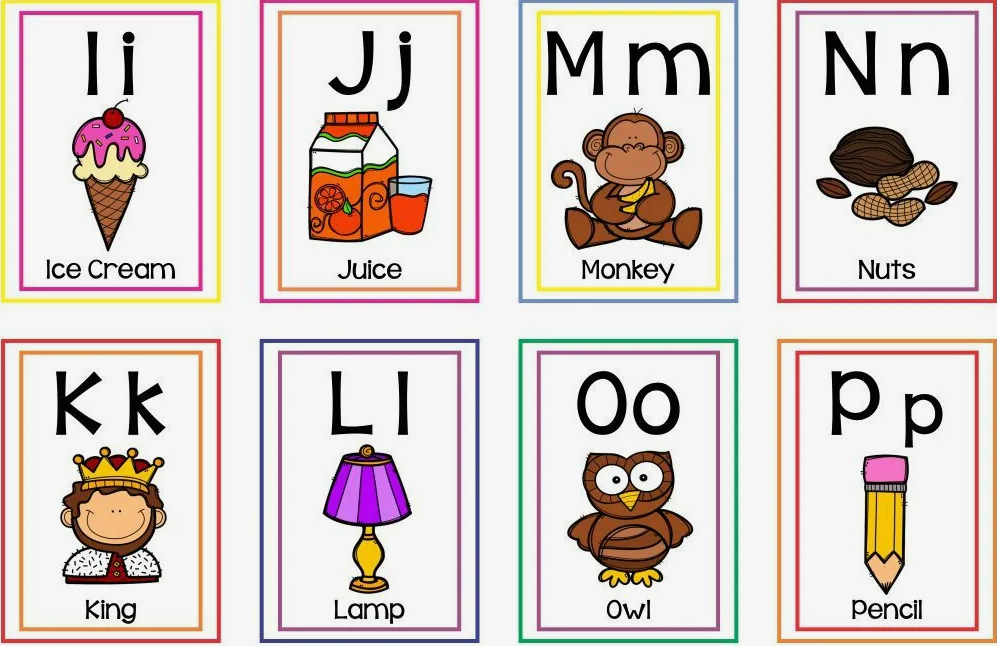 I i
Ice Cream
J j
Juice
M m
Monkey
N n
Nuts
K k
King
L l
Lamp
O o
Owl
P p
Pencil